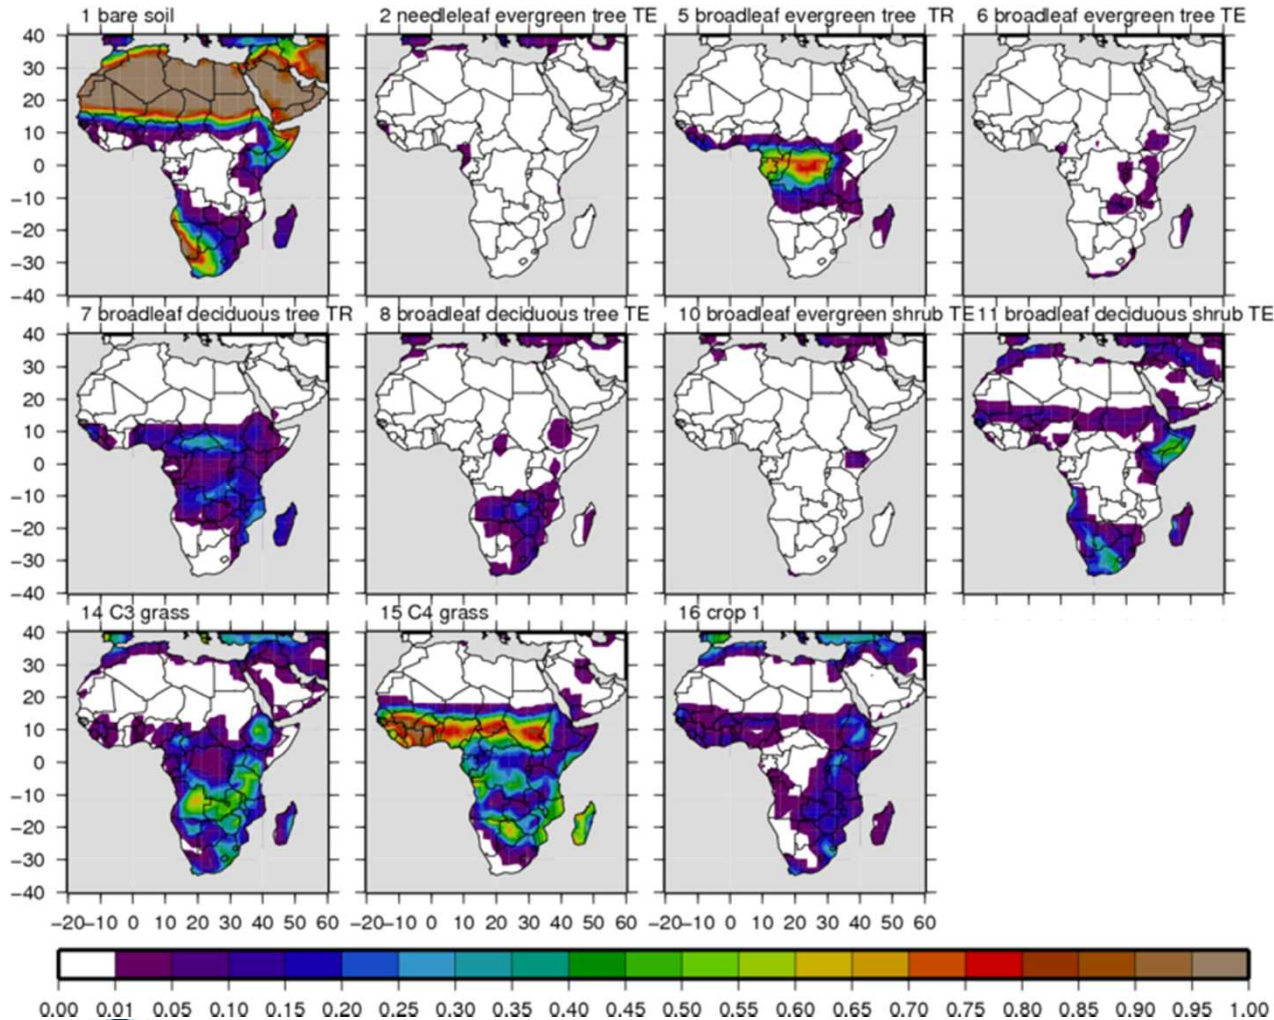 1 bare soil
2 needleleaf evergreen tree TE
5 broadleaf evergreen tree TR
6 broadleaf evergreen tree TE
40
30
20
10
0
−10
−20
−30
−40
7 broadleaf deciduous tree TR
8 broadleaf deciduous tree TE
10 broadleaf evergreen shrub TE
11 broadleaf deciduous shrub TE
40
30
20
10
0
−10
−20
−30
−40
14 C3 grass
15 C4 grass
16 crop 1
40
30
20
10
0
−10
−20
−30
−40
−20−10 0 10 20 30 40 50 60
−20−10 0 10 20 30 40 50 60
−20−10 0 10 20 30 40 50 60
0.00 0.01 0.05 0.10 0.15 0.20 0.25 0.30 0.35 0.40 0.45 0.50 0.55 0.60 0.65 0.70 0.75 0.80 0.85 0.90 0.95 1.00